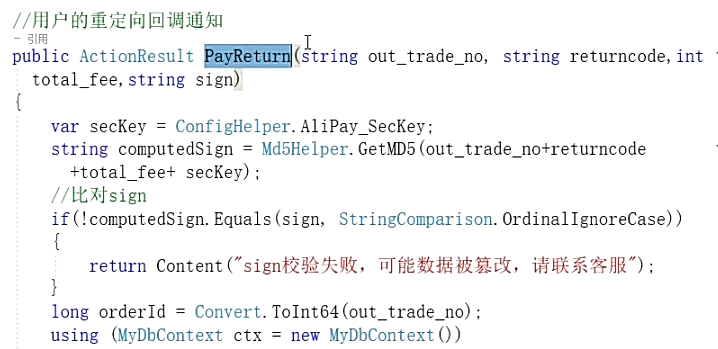 //用户的重定向回调通知
- 引用
public ActionResult PayReturn(string out_trade_no, string returncode,int
total_fee,string sign)
{
var secKey = ConfigHelper.AliPay_SecKey;
string computedSign = Md5Helper.GetMD5(out_trade_no+returncode
+total_fee+ secKey);
//比对sign
if(!computedSign.Equals(sign, StringComparison.OrdinalIgnoreCase))
{
return Content("sign校验失败，可能数据被篡改，请联系客服");
}
long orderId = Convert.ToInt64(out_trade_no);
using (MyDbContext ctx = new MyDbContext())